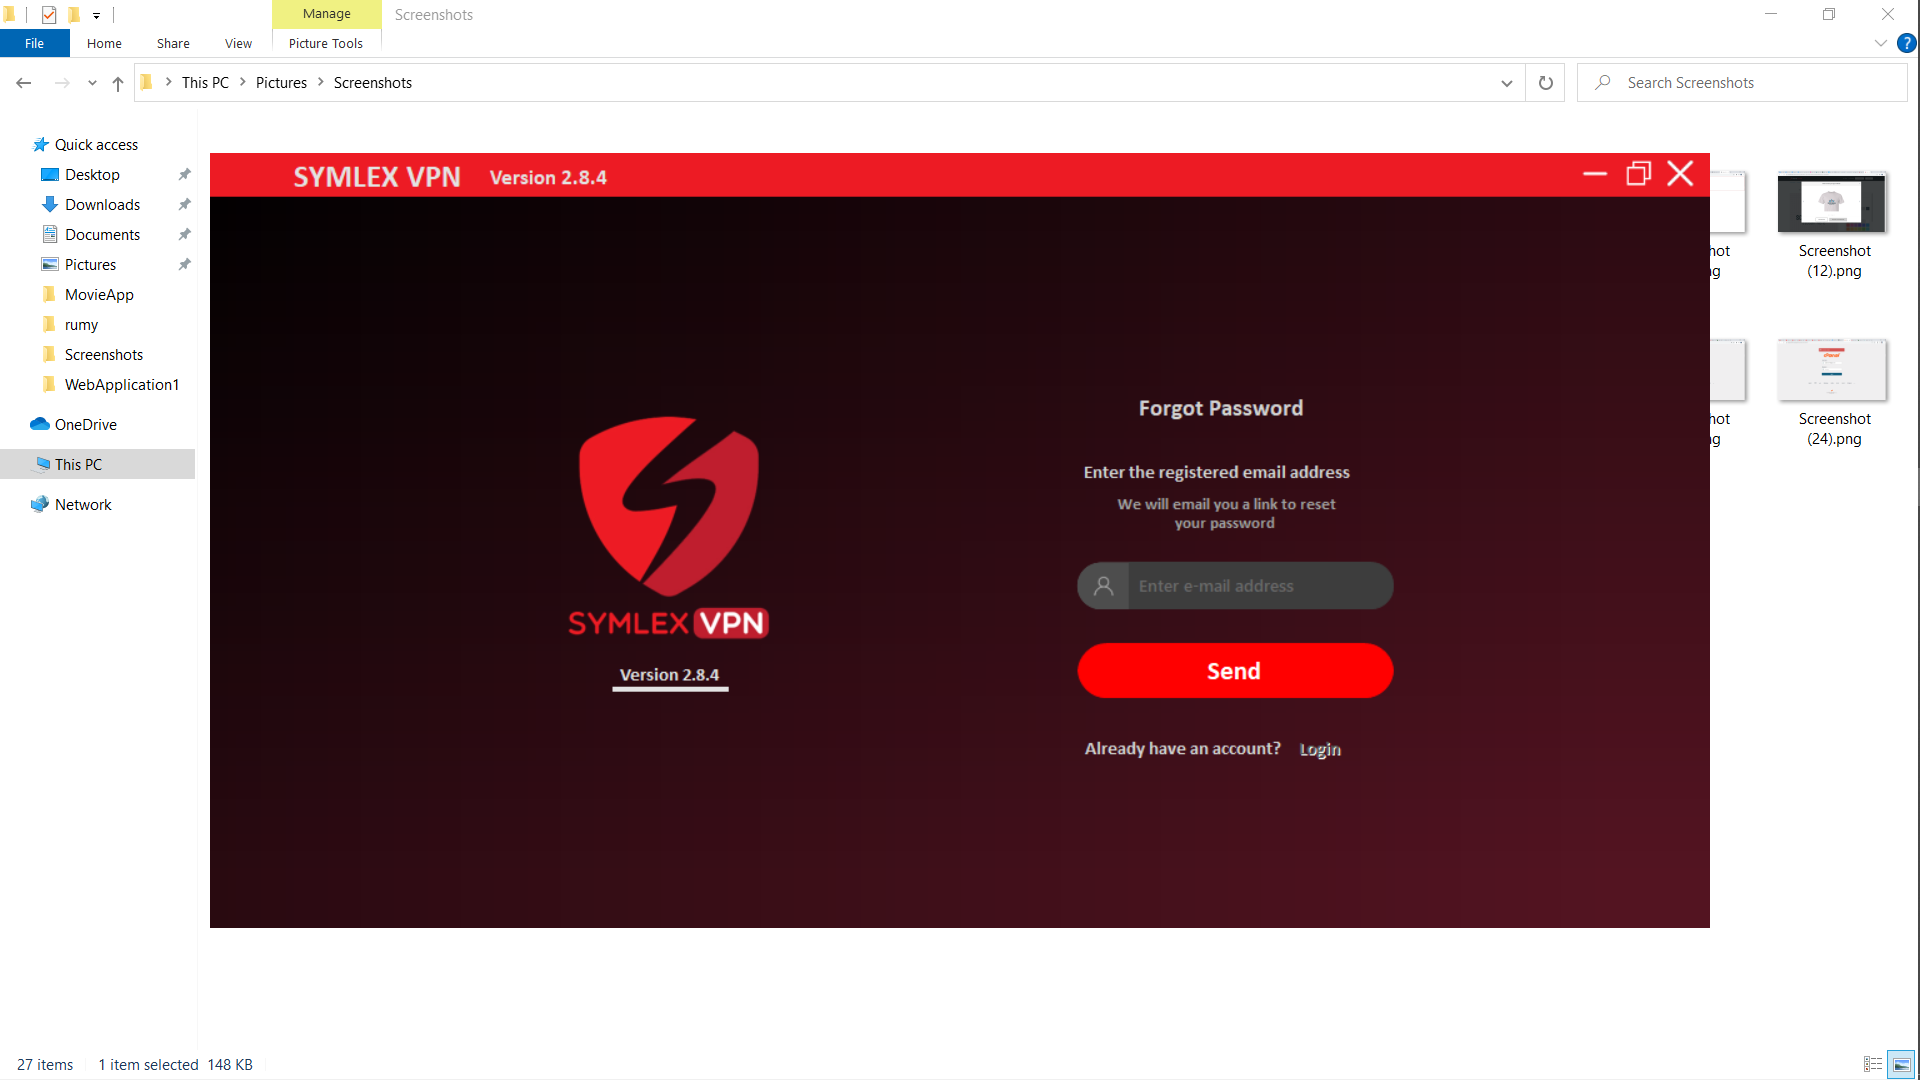 Manage
Screenshots
File
Home
Share
View
Picture Tools
This PC
Pictures
Screenshots
Search Screenshots
Quick access
Desktop
Downloads
Documents
Pictures
MovieApp
rumy
Screenshots
WebApplication1
OneDrive
This PC
Network
SYMLEX VPN
Version 2.8.4
SYMLEX VPN
Version 2.8.4
Forgot Password
Enter the registered email address
We will email you a link to reset
your password
Enter e-mail address
Send
Already have an account? Login
Screenshot
(12).png
Screenshot
(24).png
27 items
1 item selected 148 KB